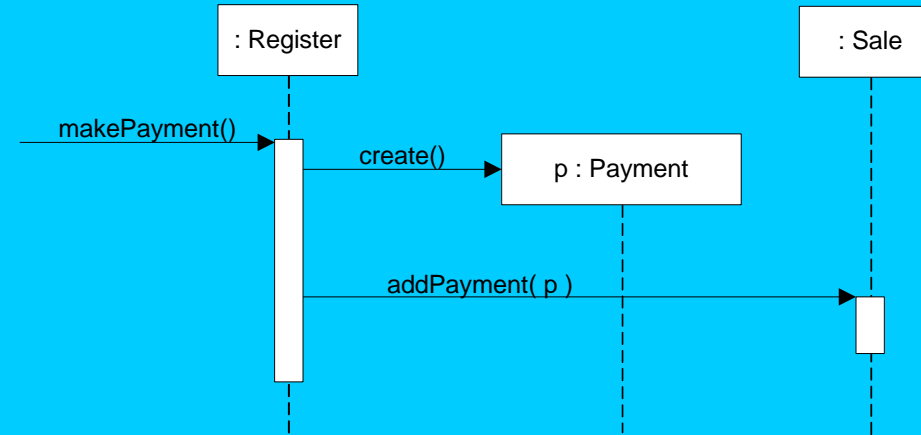 : Register
: Sale
makePayment()
create()
p : Payment
addPayment( p )